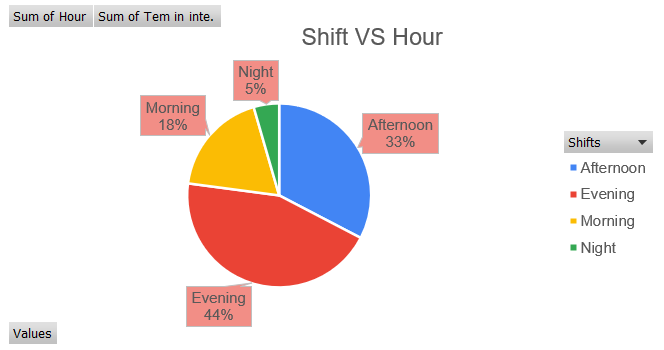 Sum of Hour
Sum of Tem in inte.
Shift VS Hour
Night
5%
Morning
18%
Afternoon
33%
Shifts
Afternoon
Evening
Morning
Night
Evening
44%
Values